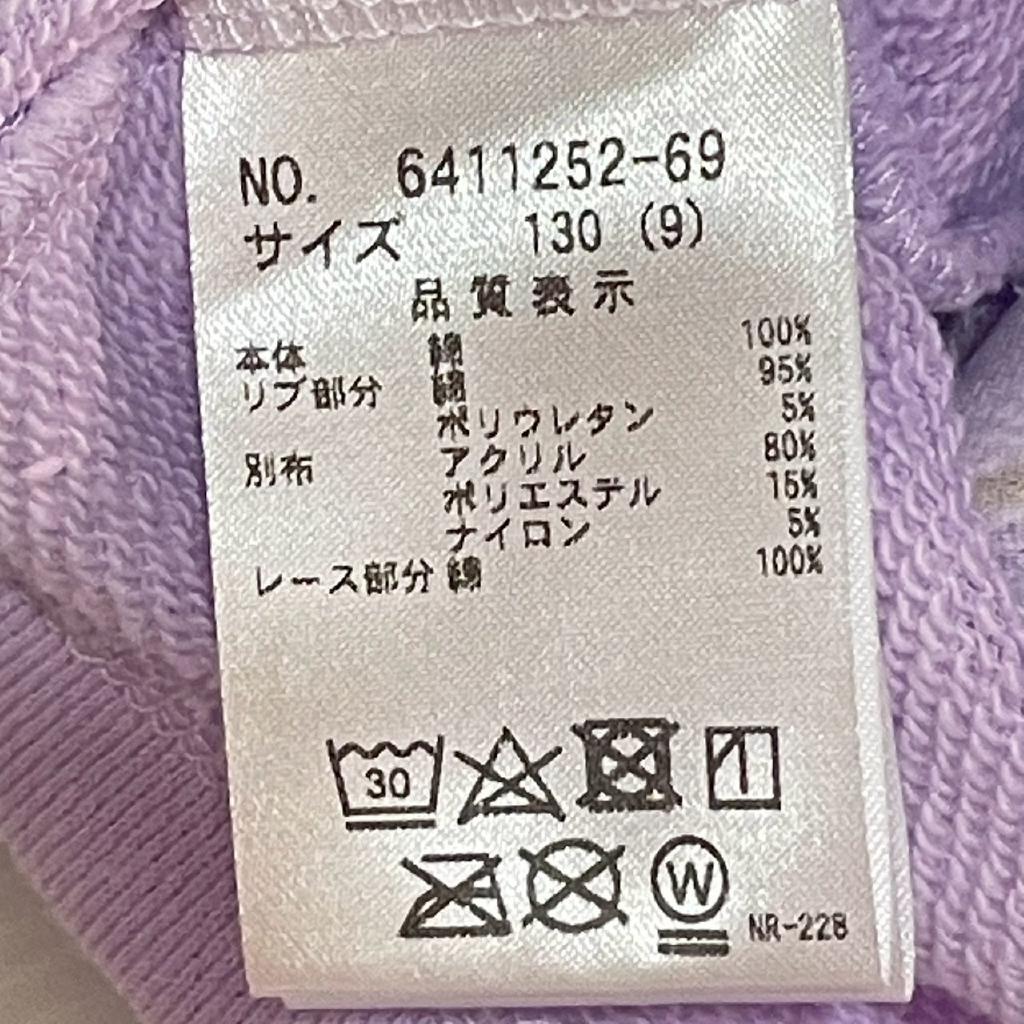 NO. 6411252-69
サイズ 130 (9)
品質表示
本体 綿 100%
リブ部分 綿 95%
ポリウレタン 5%
別布 アクリル 80%
ポリエステル 15%
ナイロン 5%
レース部分 綿 100%
30
W
NR-228